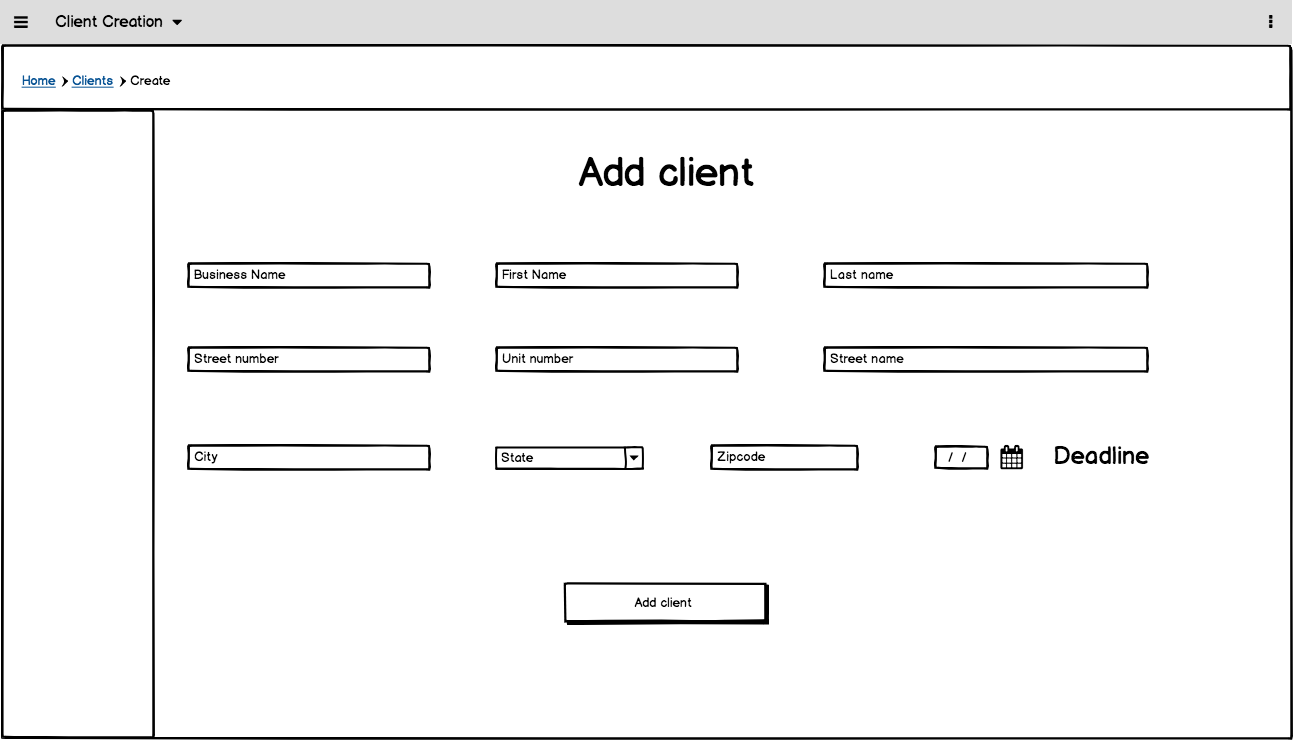 Client Creation
Home Clients Create
Add client
Business Name First Name Last name
Street number Unit number Street name
City State Zipcode / / Deadline
Add client